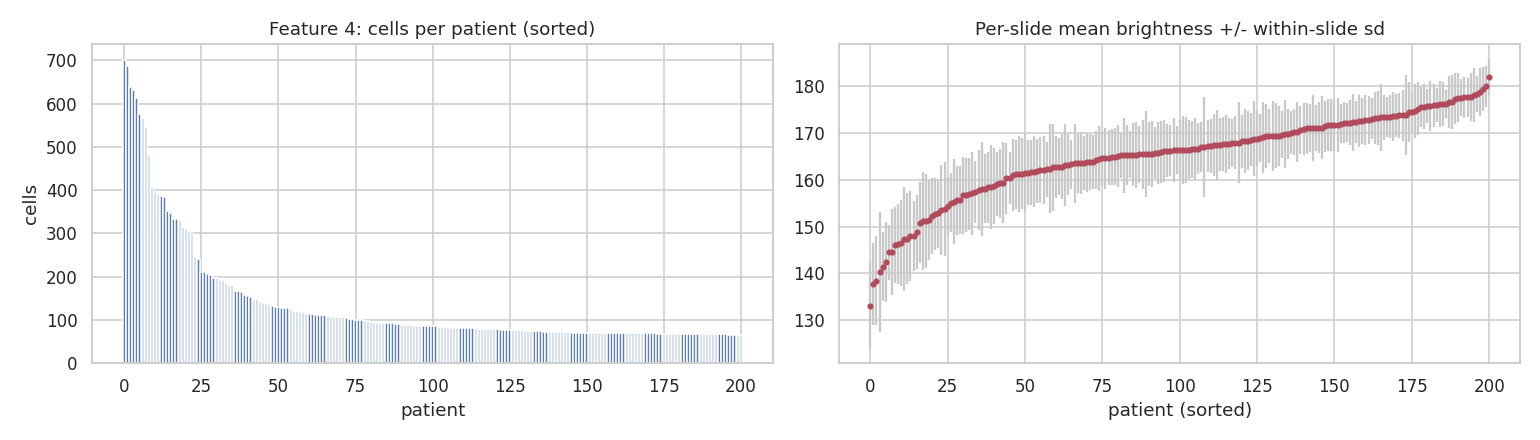 Feature 4: cells per patient (sorted)
700
600
500
400
300
200
100
0
cells
0 25 50 75 100 125 150 175 200
patient
Per-slide mean brightness +/- within-slide sd
180
170
160
150
140
130
0 25 50 75 100 125 150 175 200
patient (sorted)